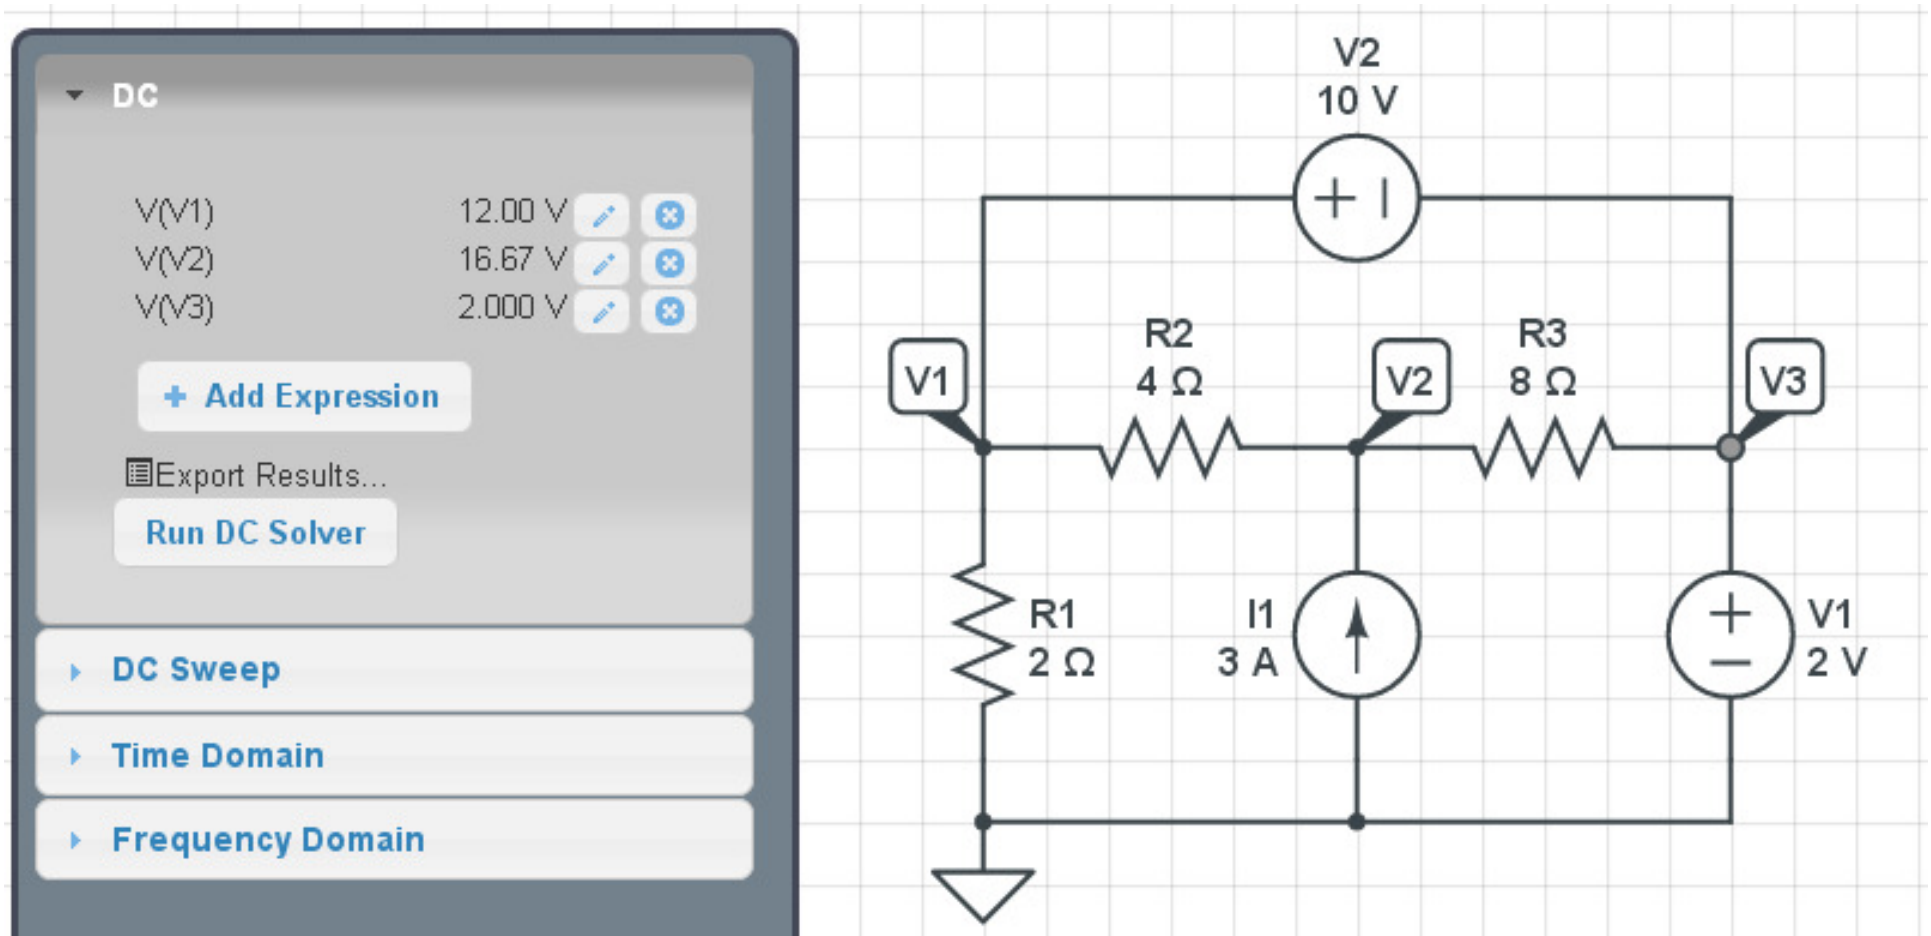 DC
V(V1) 12.00 V
V(V2) 16.67 V
V(V3) 2.000 V
+ Add Expression
Export Results...
Run DC Solver
DC Sweep
Time Domain
Frequency Domain
V2
10 V
+ −
R2
4 Ω
R3
8 Ω
V1
V2
V3
R1
2 Ω
I1
3 A
+
−
V1
2 V